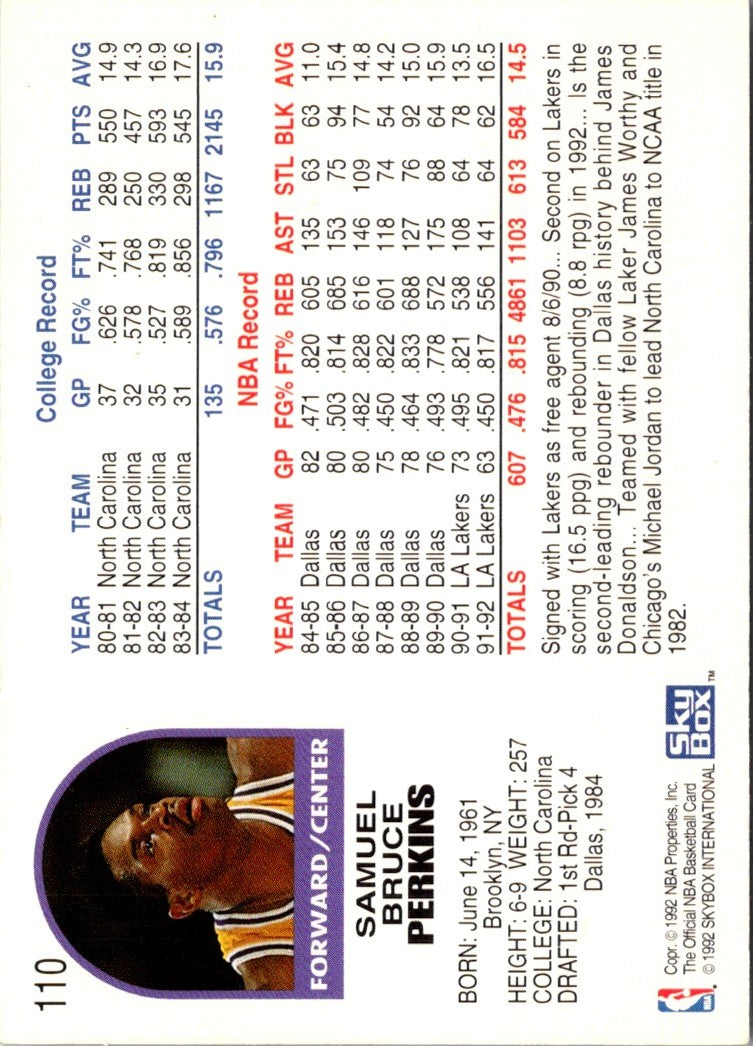 110
FORWARD/CENTER
SAMUEL
BRUCE
PERKINS
BORN: June 14, 1961
Brooklyn, NY
HEIGHT: 6-9 WEIGHT: 257
COLLEGE: North Carolina
DRAFTED: 1st Rd-Pick 4
Dallas, 1984
Copr. © 1992 NBA Properties, Inc.
The Official NBA Basketball Card
© 1992 SKYBOX INTERNATIONAL
NBA
SkyBox™
College Record
YEAR TEAM GP FG% FT% REB PTS AVG
80-81 North Carolina 37 .626 .741 289 550 14.9
81-82 North Carolina 32 .578 .768 250 457 14.3
82-83 North Carolina 35 .527 .819 330 593 16.9
83-84 North Carolina 31 .589 .856 298 545 17.6
TOTALS 135 .576 .796 1167 2145 15.9
NBA Record
YEAR TEAM GP FG% FT% REB AST STL BLK AVG
84-85 Dallas 82 .471 .820 605 135 63 63 11.0
85-86 Dallas 80 .503 .814 685 153 75 94 15.4
86-87 Dallas 80 .482 .828 616 146 109 77 14.8
87-88 Dallas 75 .450 .822 601 118 74 54 14.2
88-89 Dallas 78 .464 .833 688 127 76 92 15.0
89-90 Dallas 76 .493 .778 572 175 88 64 15.9
90-91 LA Lakers 73 .495 .821 538 108 64 78 13.5
91-92 LA Lakers 63 .450 .817 556 141 64 62 16.5
TOTALS 607 .476 .815 4861 1103 613 584 14.5
Signed with Lakers as free agent 8/6/90... Second on Lakers in
scoring (16.5 ppg) and rebounding (8.8 rpg) in 1992... Is the
second-leading rebounder in Dallas history behind James
Donaldson... Teamed with fellow Laker James Worthy and
Chicago's Michael Jordan to lead North Carolina to NCAA title in
1982.